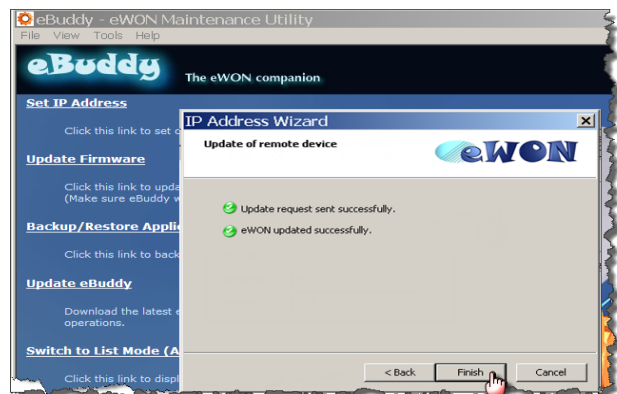 eBuddy - eWON Maintenance Utility
File View Tools Help
eBuddy
The eWON companion
Set IP Address
Click this link to set
Update Firmware
Click this link to
(Make sure eBuddy
Backup/Restore
Click this link to back
Update eBuddy
Download the latest
operations.
Switch to List Mode
Click this link to
IP Address Wizard
Update of remote device
eWON
Update request sent successfully.
eWON updated successfully.
< Back Finish Cancel